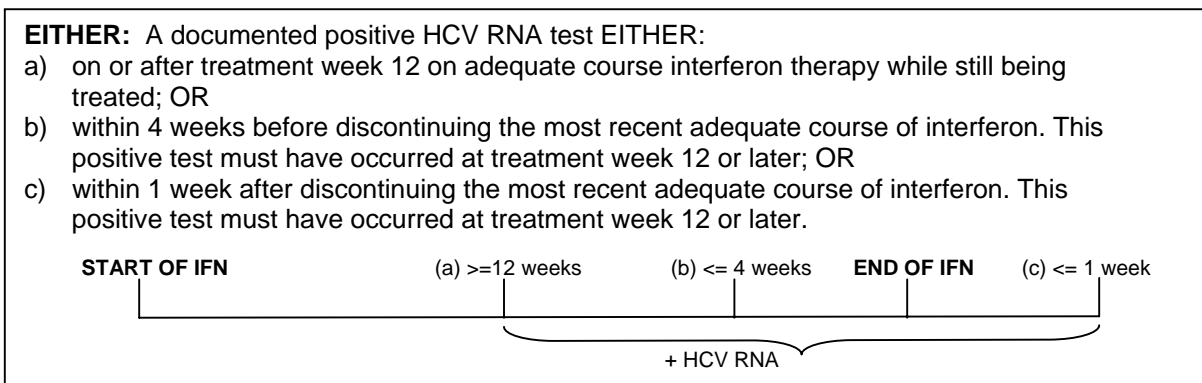 EITHER: A documented positive HCV RNA test EITHER:
a) on or after treatment week 12 on adequate course interferon therapy while still being
treated; OR
b) within 4 weeks before discontinuing the most recent adequate course of interferon. This
positive test must have occurred at treatment week 12 or later; OR
c) within 1 week after discontinuing the most recent adequate course of interferon. This
positive test must have occurred at treatment week 12 or later.
START OF IFN (a) >=12 weeks (b) <= 4 weeks END OF IFN (c) <= 1 week
+ HCV RNA